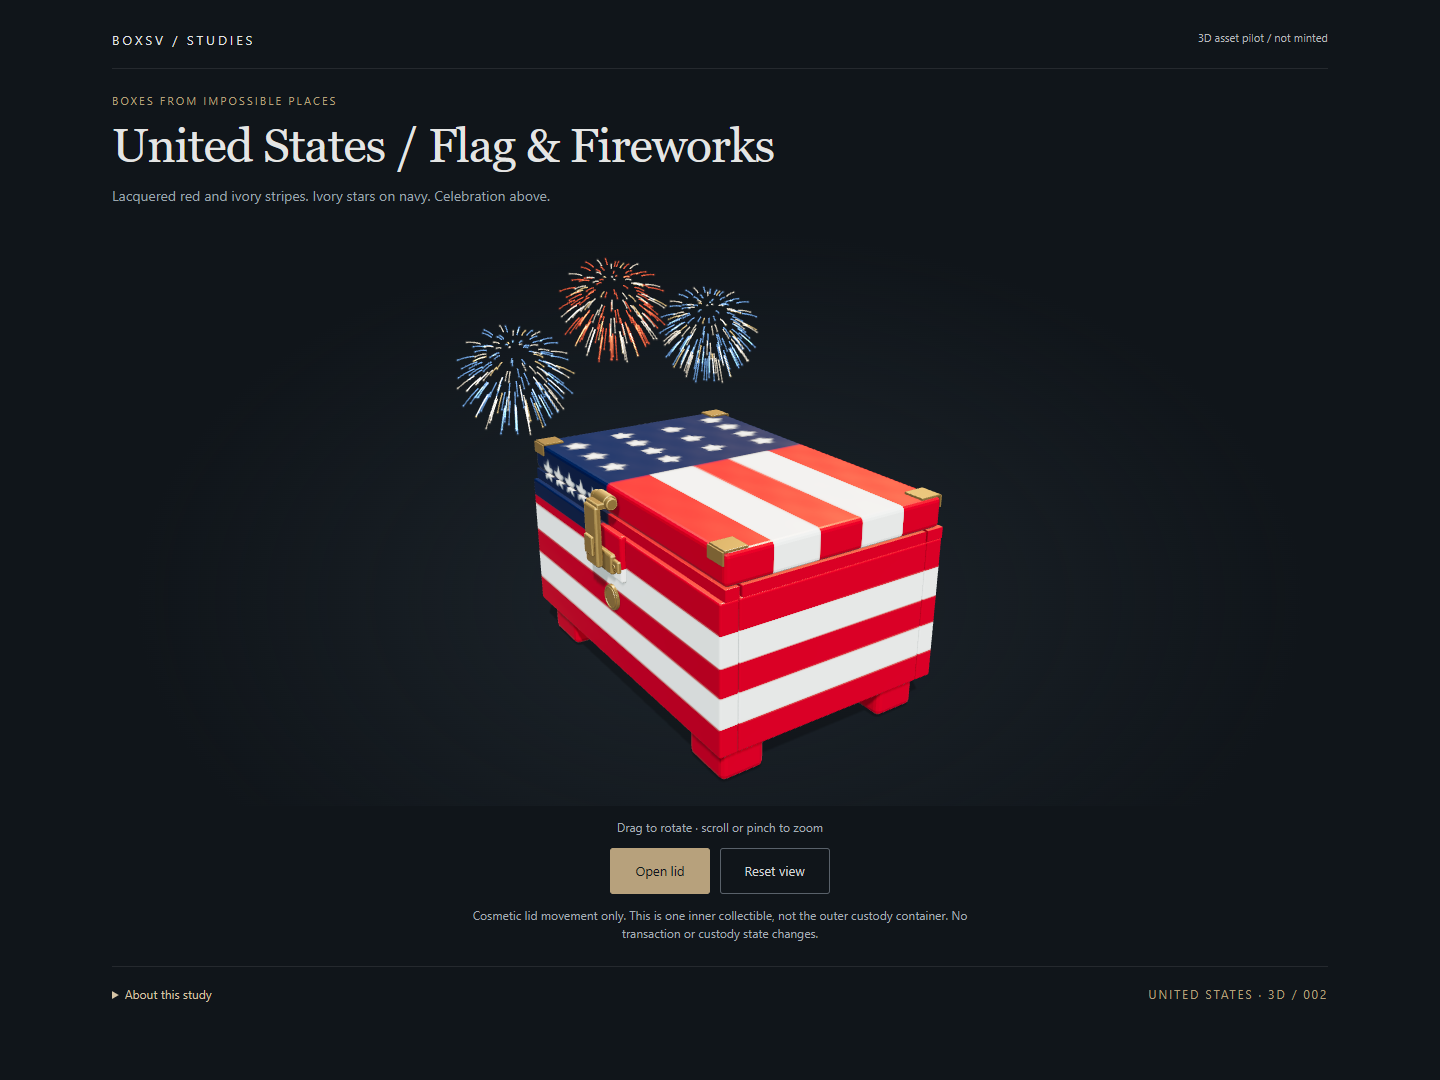 BOXSV / STUDIES
3D asset pilot / not minted
BOXES FROM IMPOSSIBLE PLACES
United States / Flag & Fireworks
Lacquered red and ivory stripes. Ivory stars on navy. Celebration above.
Drag to rotate · scroll or pinch to zoom
Open lid
Reset view
Cosmetic lid movement only. This is one inner collectible, not the outer custody container. No
transaction or custody state changes.
About this study
UNITED STATES · 3D / 002